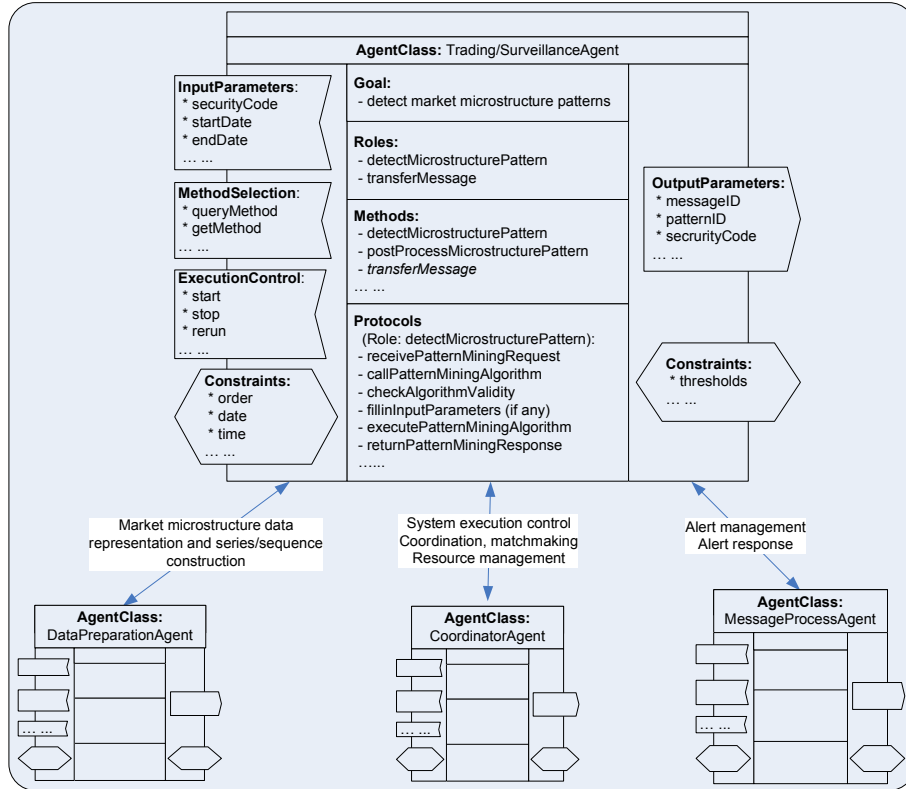 AgentClass: Trading/SurveillanceAgent
InputParameters:
* securityCode
* startDate
* endDate
... ...
MethodSelection:
* queryMethod
* getMethod
... ...
ExecutionControl:
* start
* stop
* rerun
... ...
Constraints:
* order
* date
* time
... ...
Goal:
- detect market microstructure patterns
Roles:
- detectMicrostructurePattern
- transferMessage
Methods:
- detectMicrostructurePattern
- postProcessMicrostructurePattern
- transferMessage
... ...
Protocols
(Role: detectMicrostructurePattern):
- receivePatternMiningRequest
- callPatternMiningAlgorithm
- checkAlgorithmValidity
- fillinInputParameters (if any)
- executePatternMiningAlgorithm
- returnPatternMiningResponse
......
OutputParameters:
* messageID
* patternID
* secrurityCode
... ...
Constraints:
* thresholds
... ...
Market microstructure data
representation and series/sequence
construction
System execution control
Coordination, matchmaking
Resource management
Alert management
Alert response
AgentClass:
DataPreparationAgent
... ...
AgentClass:
CoordinatorAgent
... ...
AgentClass:
MessageProcessAgent
... ...